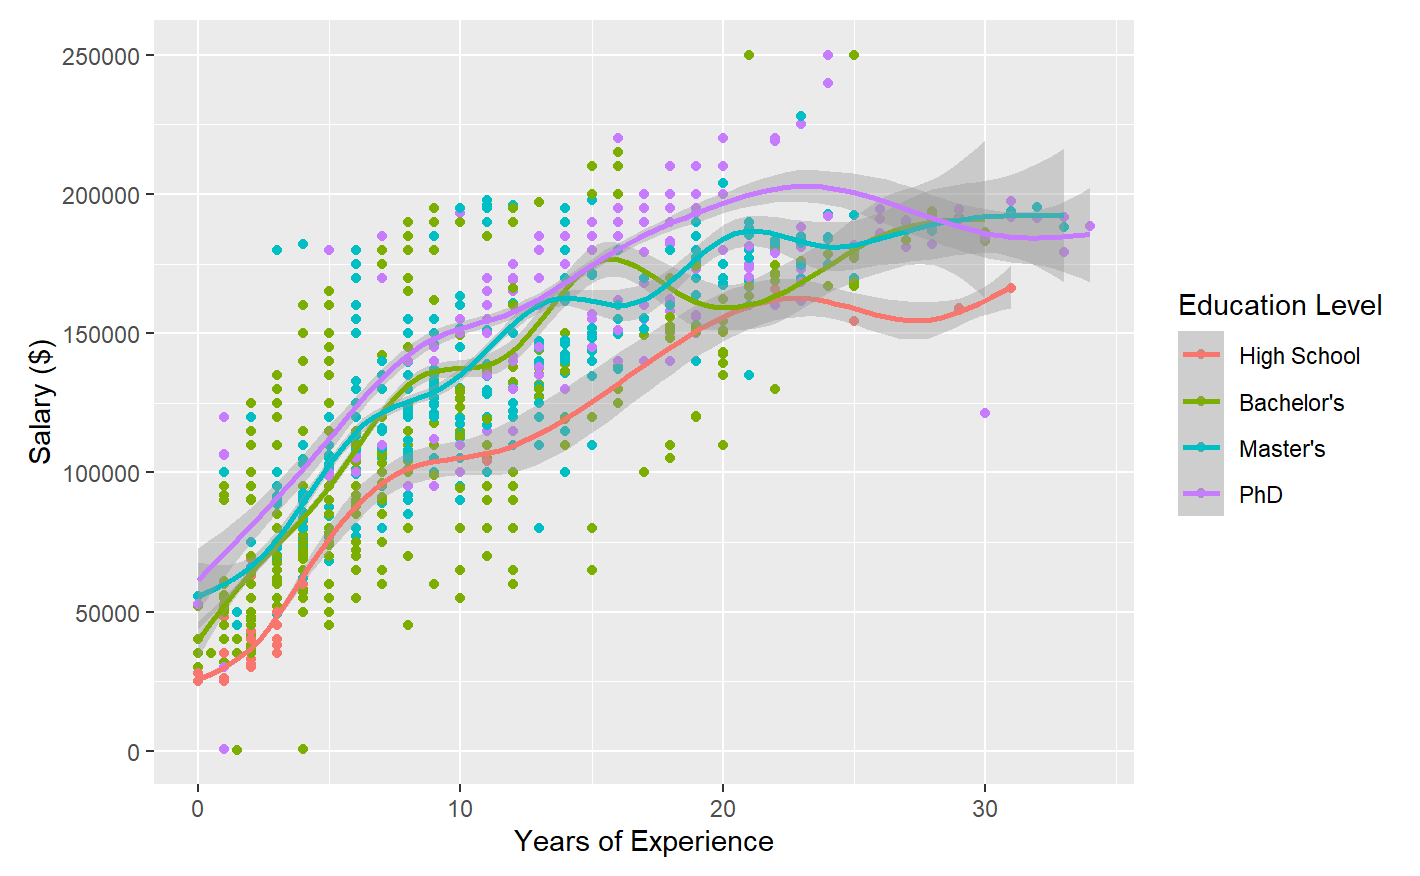 250000
200000
150000
100000
50000
0
Salary ($)
0 10 20 30
Years of Experience
Education Level
High School
Bachelor's
Master's
PhD